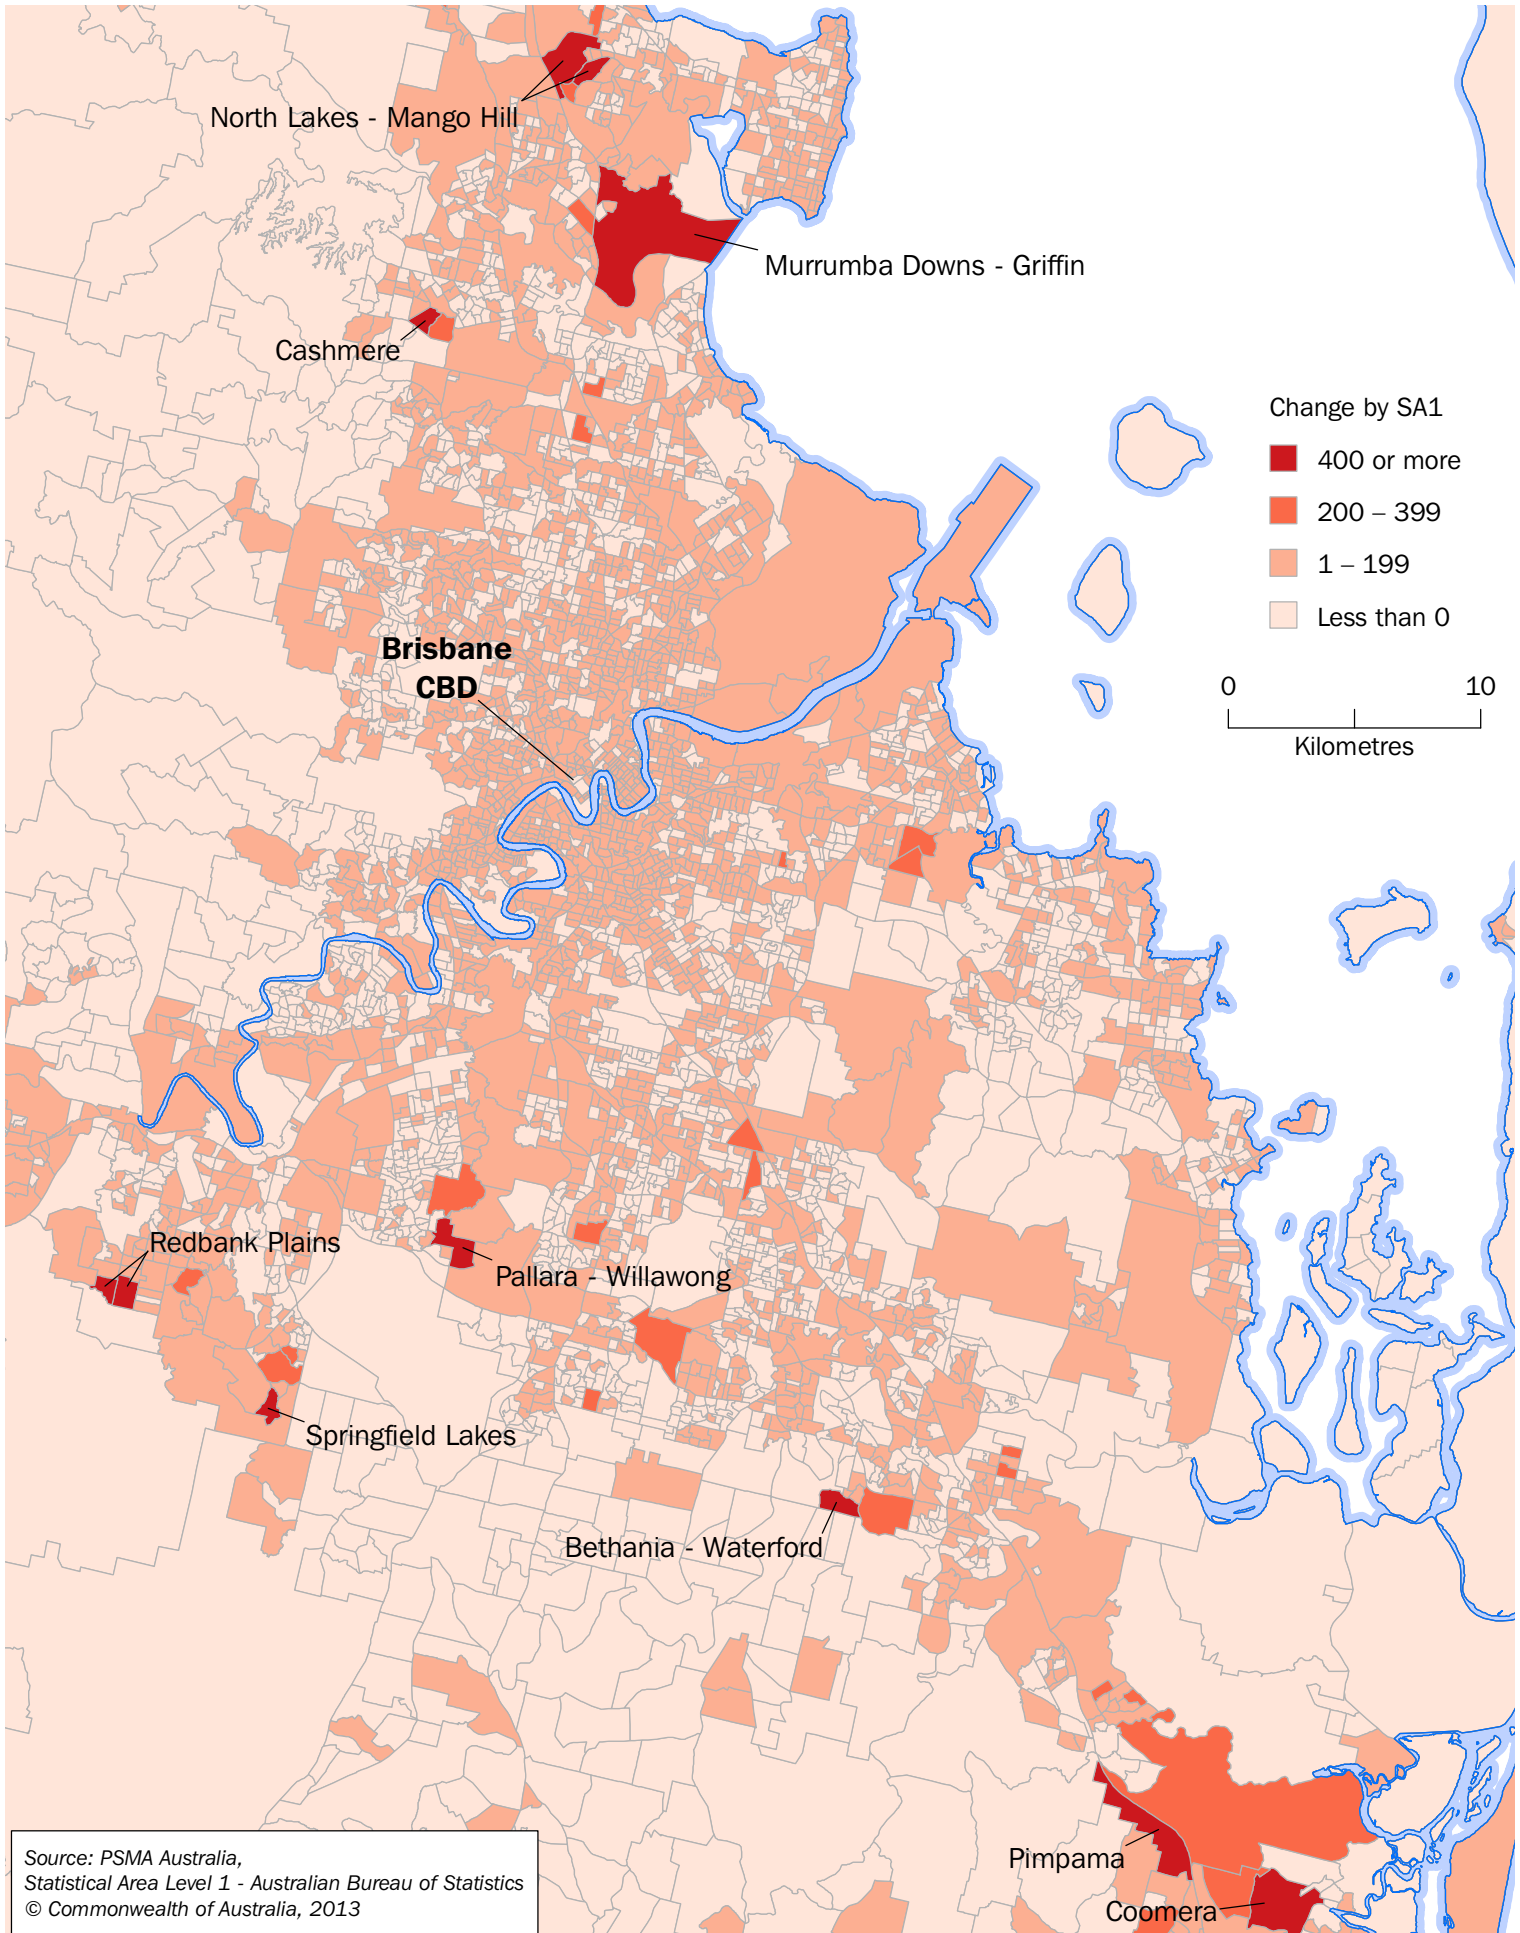 North Lakes - Mango Hill
Murrumba Downs - Griffin
Cashmere
Change by SA1
400 or more
200 – 399
1 – 199
Less than 0
Brisbane
CBD
0 10
Kilometres
Redbank Plains
Pallara - Willawong
Springfield Lakes
Bethania - Waterford
Pimpama
Coomera
Source: PSMA Australia,
Statistical Area Level 1 - Australian Bureau of Statistics
© Commonwealth of Australia, 2013